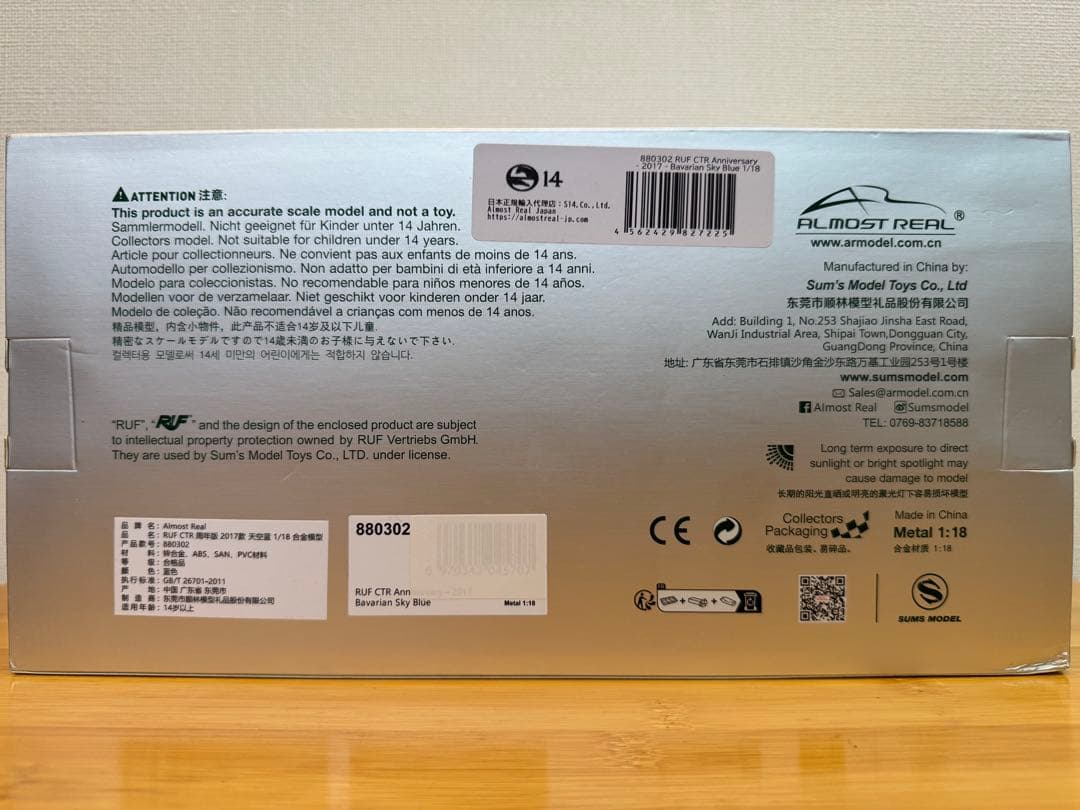 ATTENTION 注意:
This product is an accurate scale model and not a toy.
Sammlermodell. Nicht geeignet für Kinder unter 14 Jahren.
Collectors model. Not suitable for children under 14 years.
Article pour collectionneurs. Ne convient pas aux enfants de moins de 14 ans.
Automodello per collezionismo. Non adatto per bambini di età inferiore a 14 anni.
Modelo para coleccionistas. No recomendable para niños menores de 14 años.
Modellen voor de verzamelaar. Niet geschikt voor kinderen onder 14 jaar.
Modelo de coleção. Não recomendável a crianças com menos de 14 anos.
精品模型，内含小物件，此产品不适合14岁及以下儿童.
精密なスケールモデルですので14歳未満のお子様に与えないで下さい.
컬렉터용 모델로써 14세 미만의 어린이에게는 적합하지 않습니다.
"RUF", "RUF" and the design of the enclosed product are subject
to intellectual property protection owned by RUF Vertriebs GmbH.
They are used by Sum's Model Toys Co., LTD. under license.
品 牌 名: Almost Real
品 名: RUF CTR 周年版 2017款 天空蓝 1/18 合金模型
产品款号: 880302
材 料: 锌合金、ABS、SAN、PVC材料
等 级: 合格品
颜 色: 蓝色
执行标准: GB/T 26701-2011
产 地: 中国 广东省 东莞市
制 造 商: 东莞市顺林模型礼品股份有限公司
适用年龄: 14岁以上
880302
RUF CTR Ann
Bavarian Sky Blue
Metal 1:18
14
日本正規輸入代理店：S14.Co.,Ltd.
Almost Real Japan
https://almostreal-jp.com
880302 RUF CTR Anniversary
- 2017 - Bavarian Sky Blue 1/18
4 562429 827225
ALMOST REAL®
www.armodel.com.cn
Manufactured in China by:
Sum's Model Toys Co., Ltd
东莞市顺林模型礼品股份有限公司
Add: Building 1, No.253 Shajiao Jinsha East Road,
WanJi Industrial Area, Shipai Town,Dongguan City,
GuangDong Province, China
地址: 广东省东莞市石排镇沙角金沙东路万基工业园253号1号楼
www.sumsmodel.com
Sales@armodel.com.cn
Almost Real Sumsmodel
TEL: 0769-83718588
Long term exposure to direct
sunlight or bright spotlight may
cause damage to model
长期的阳光直晒或明亮的聚光灯下容易损坏模型
CE
Collectors
Packaging
收藏品包装。易碎品。
Made in China
Metal 1:18
合金材质 1:18
SUMS MODEL